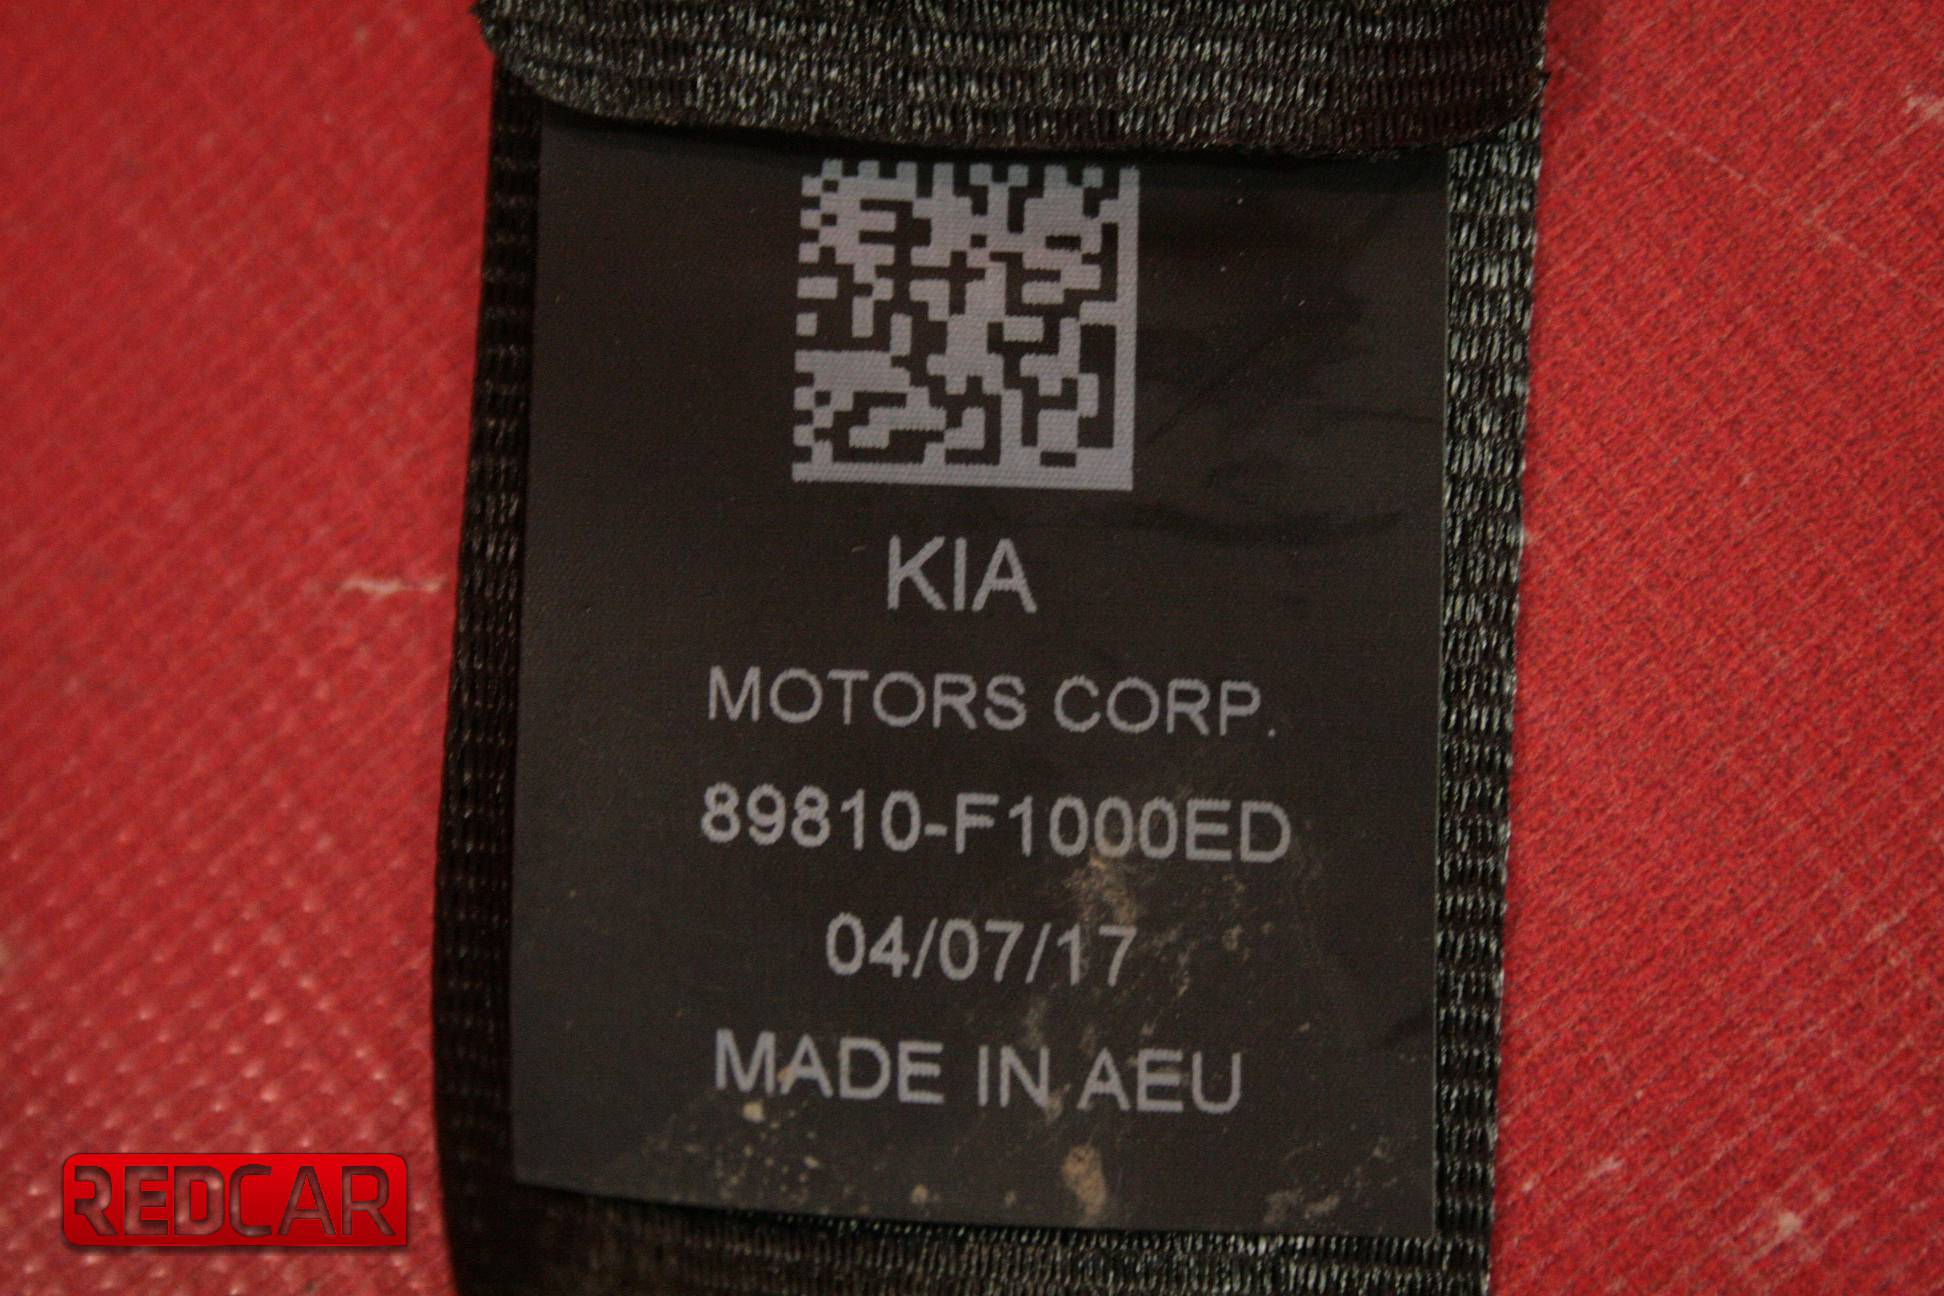 KIA
MOTORS CORP.
89810-F1000ED
04/07/17
MADE IN AEU
REDCAR